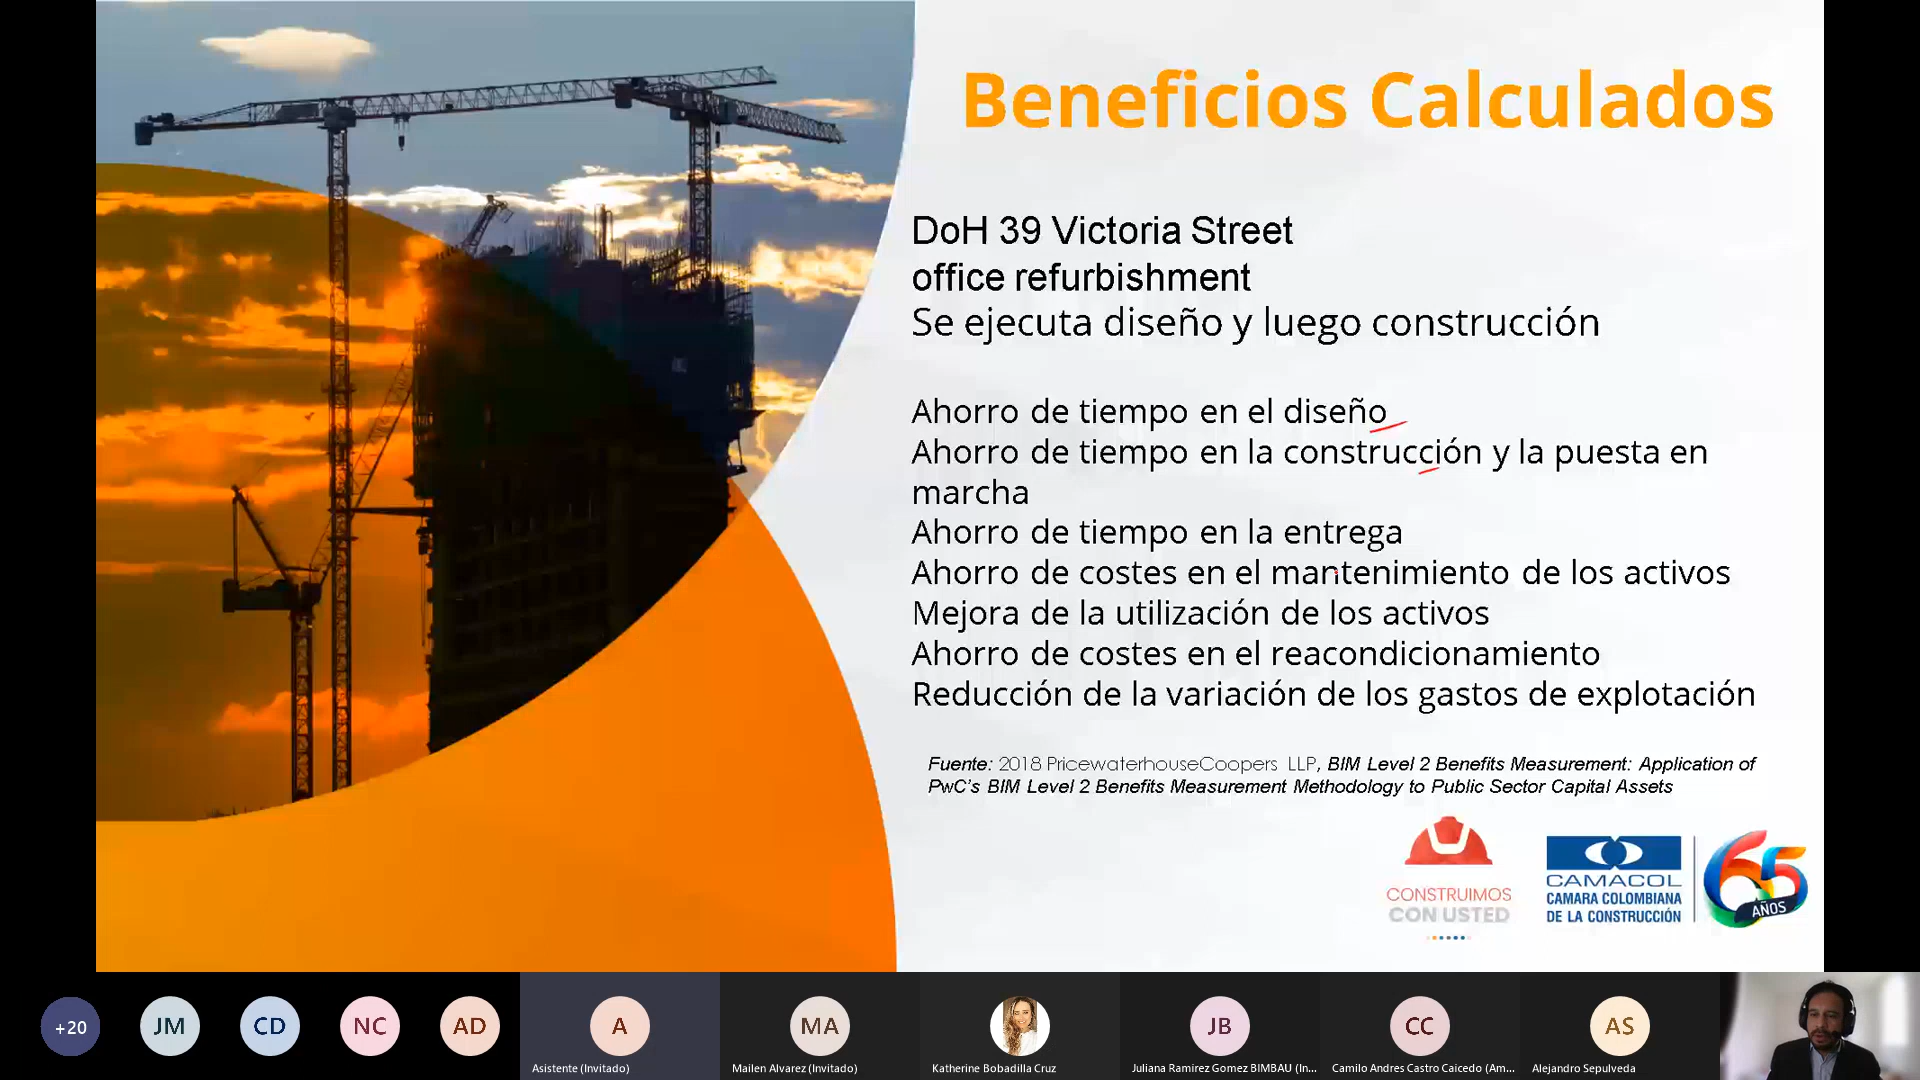 Beneficios Calculados
DoH 39 Victoria Street
office refurbishment
Se ejecuta diseño y luego construcción
Ahorro de tiempo en el diseño
Ahorro de tiempo en la construcción y la puesta en
marcha
Ahorro de tiempo en la entrega
Ahorro de costes en el mantenimiento de los activos
Mejora de la utilización de los activos
Ahorro de costes en el reacondicionamiento
Reducción de la variación de los gastos de explotación
Fuente: 2018 PricewaterhouseCoopers LLP, BIM Level 2 Benefits Measurement: Application of
PwC's BIM Level 2 Benefits Measurement Methodology to Public Sector Capital Assets
CONSTRUIMOS
CON USTED
CAMACOL
CAMARA COLOMBIANA
DE LA CONSTRUCCIÓN
65
AÑOS
+20
JM
CD
NC
AD
A
Asistente (Invitado)
MA
Mailen Alvarez (Invitado)
Katherine Bobadilla Cruz
JB
Juliana Ramirez Gomez BIMBAU (In...
CC
Camilo Andres Castro Caicedo (Am...
AS
Alejandro Sepulveda